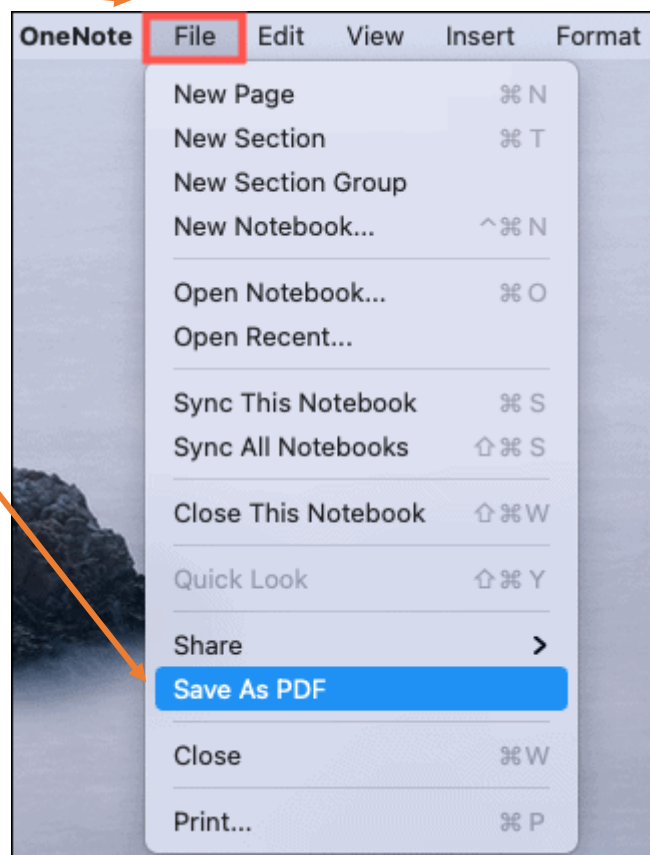 OneNote File Edit View Insert Format
New Page ⌘ N
New Section ⌘ T
New Section Group
New Notebook... ^⌘ N
Open Notebook... ⌘ O
Open Recent...
Sync This Notebook ⌘ S
Sync All Notebooks ⇧⌘ S
Close This Notebook ⇧⌘W
Quick Look ⇧⌘ Y
Share >
Save As PDF
Close ⌘W
Print... ⌘ P